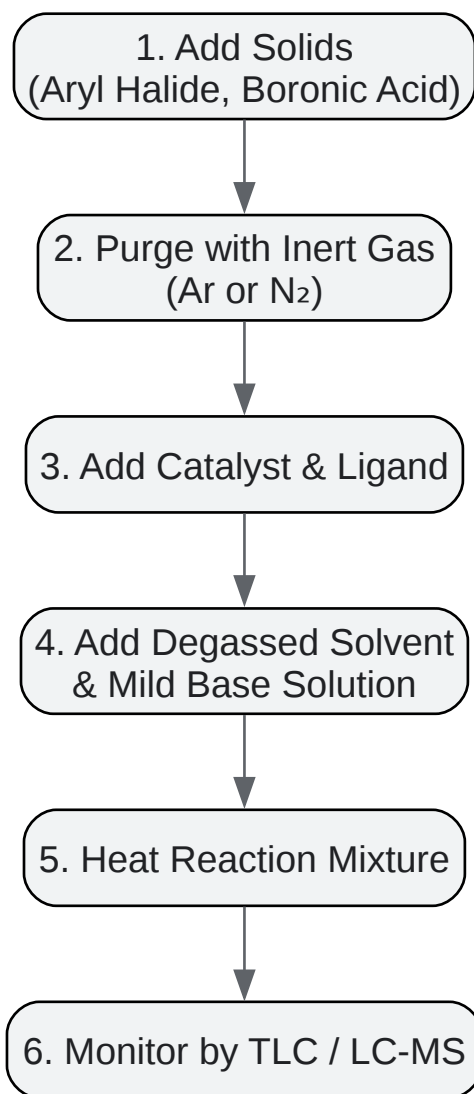 1. Add Solids
(Aryl Halide, Boronic Acid)
2. Purge with Inert Gas
(Ar or N₂)
3. Add Catalyst & Ligand
4. Add Degassed Solvent
& Mild Base Solution
5. Heat Reaction Mixture
6. Monitor by TLC / LC-MS